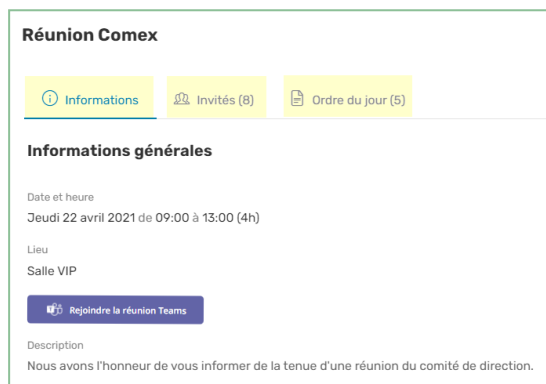 Réunion Comex
Informations Invités (8) Ordre du jour (5)
Informations générales
Date et heure
Jeudi 22 avril 2021 de 09:00 à 13:00 (4h)
Lieu
Salle VIP
Rejoindre la réunion Teams
Description
Nous avons l'honneur de vous informer de la tenue d'une réunion du comité de direction.